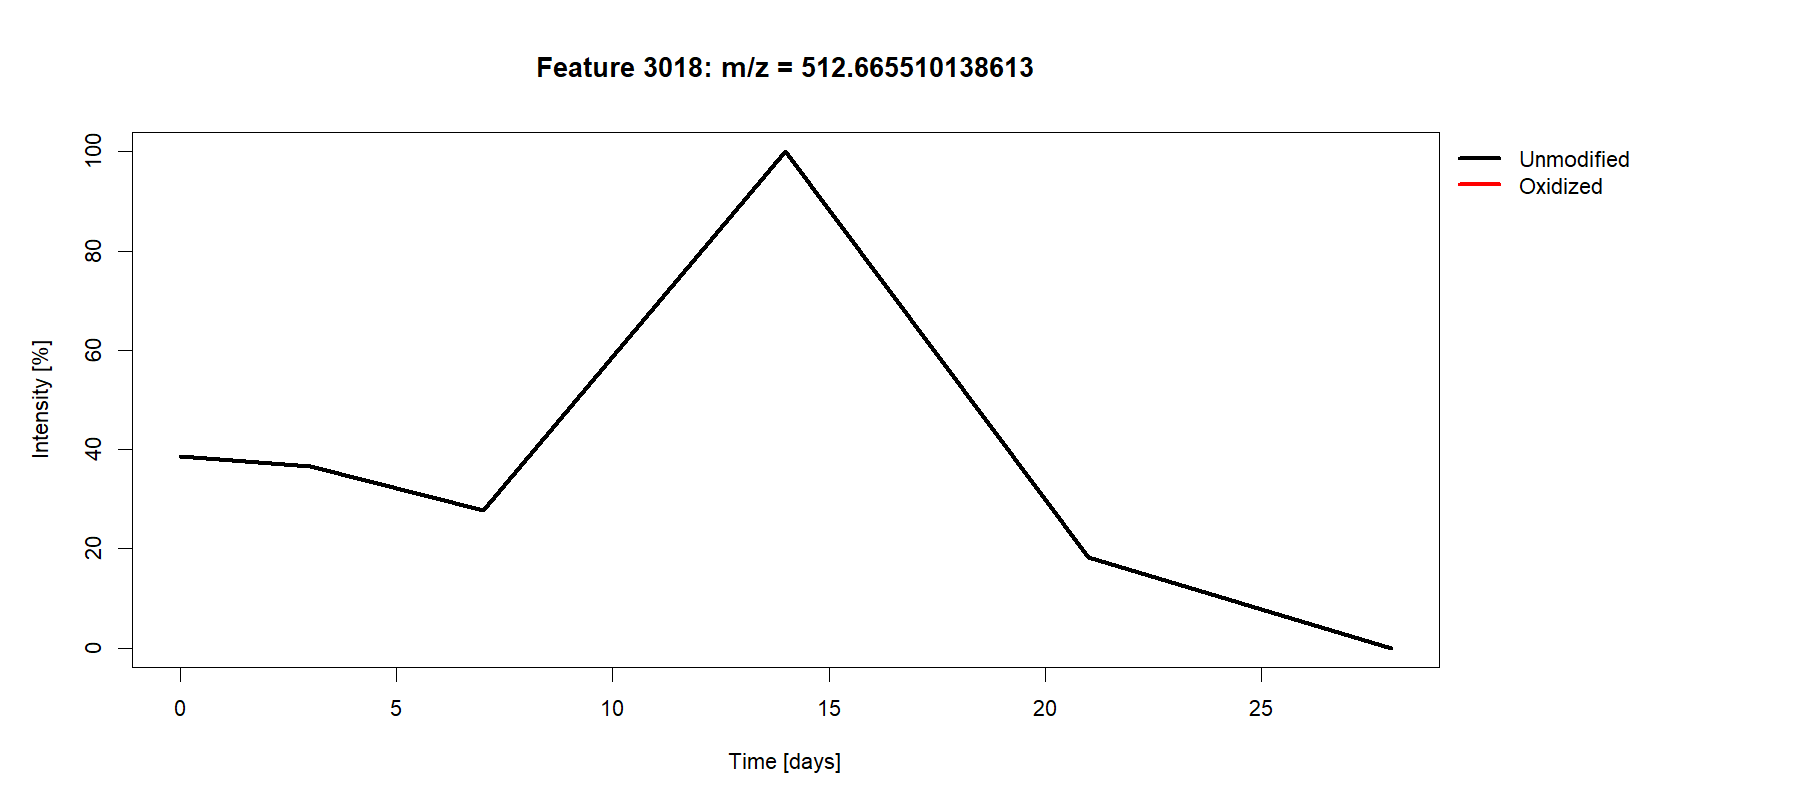 Feature 3018: m/z = 512.665510138613
Unmodified
Oxidized
Intensity [%]
100
80
60
40
20
0
0 5 10 15 20 25
Time [days]